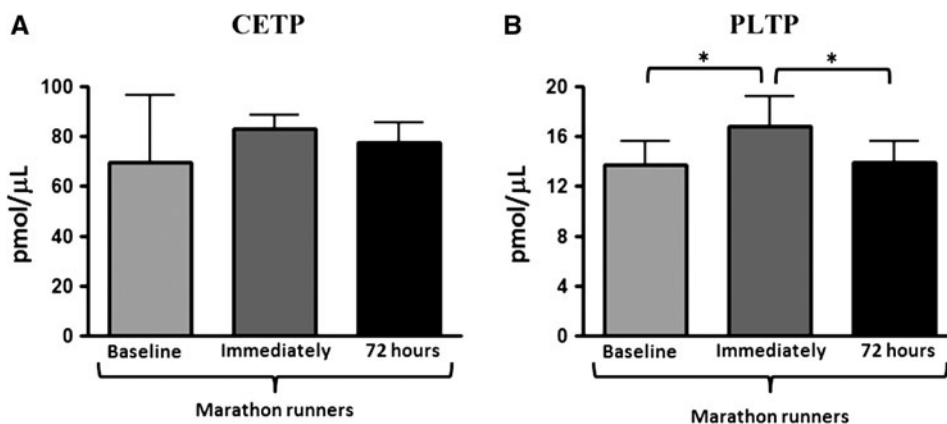 A
CETP
pmol/μL
100
80
60
40
20
0
Baseline
Immediately
72 hours
Marathon runners
B
PLTP
* *
pmol/μL
20
16
12
8
4
0
Baseline
Immediately
72 hours
Marathon runners